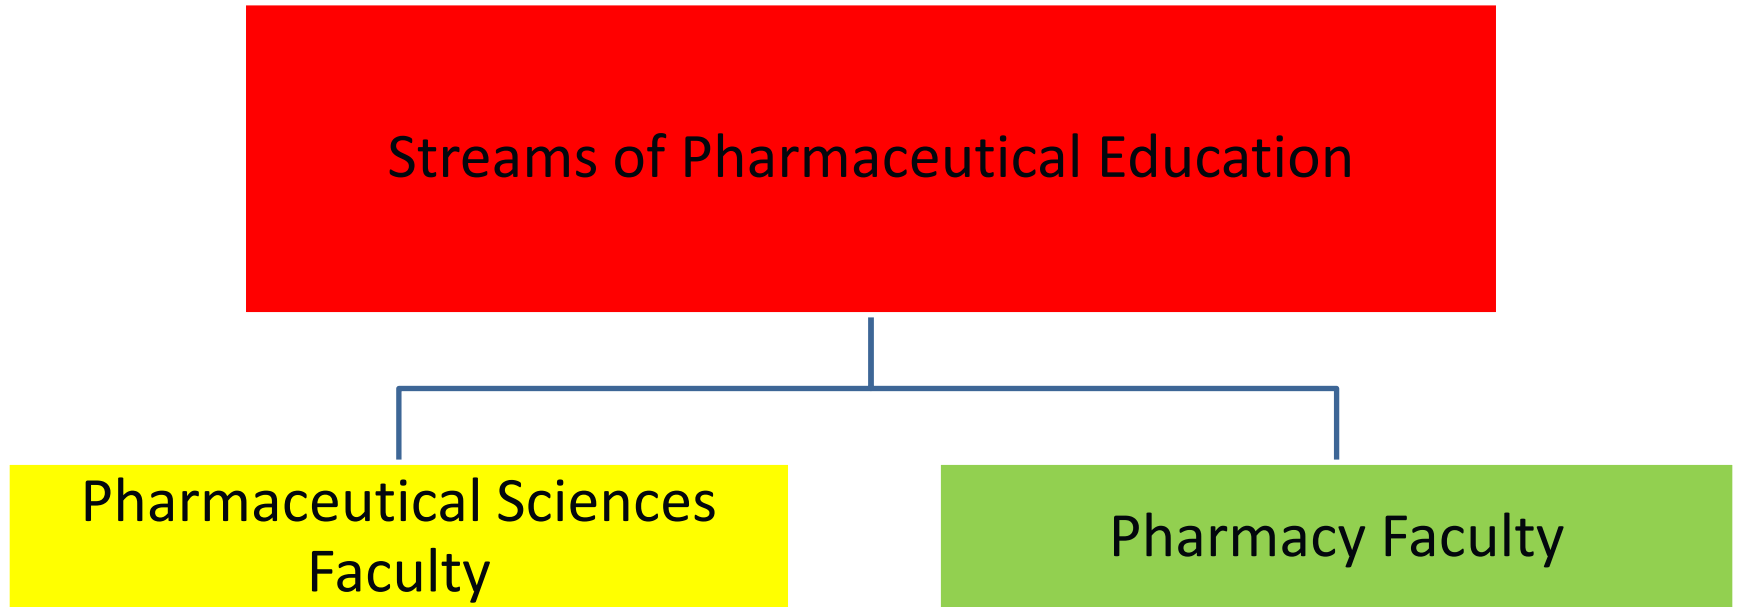 Streams of Pharmaceutical Education
Pharmaceutical Sciences
Faculty
Pharmacy Faculty